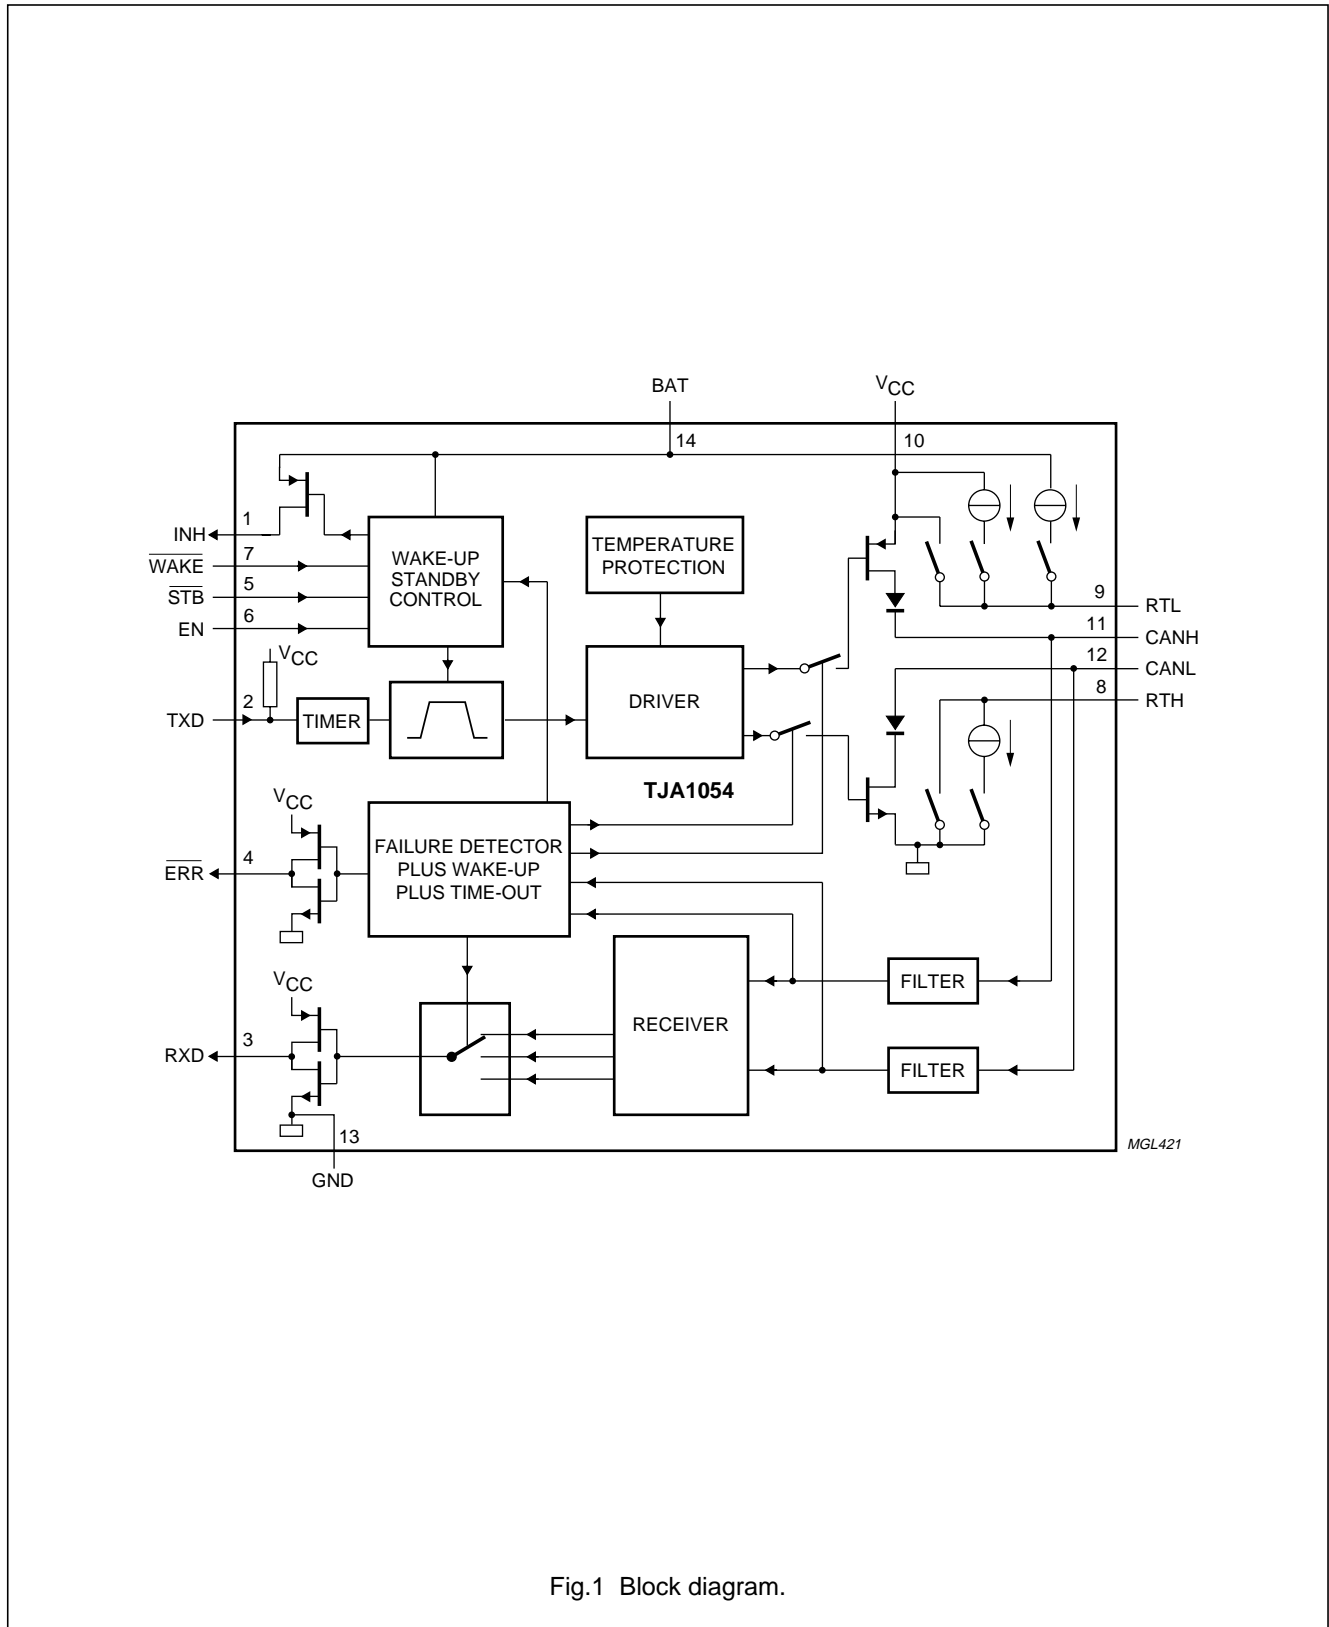 BAT
VCC
14
10
INH
1
WAKE
7
STB
5
EN
6
WAKE-UP
STANDBY
CONTROL
TEMPERATURE
PROTECTION
9
RTL
11
CANH
12
CANL
8
RTH
VCC
TXD
2
TIMER
DRIVER
TJA1054
VCC
ERR
4
FAILURE DETECTOR
PLUS WAKE-UP
PLUS TIME-OUT
VCC
RXD
3
RECEIVER
FILTER
FILTER
13
GND
MGL421
Fig.1 Block diagram.